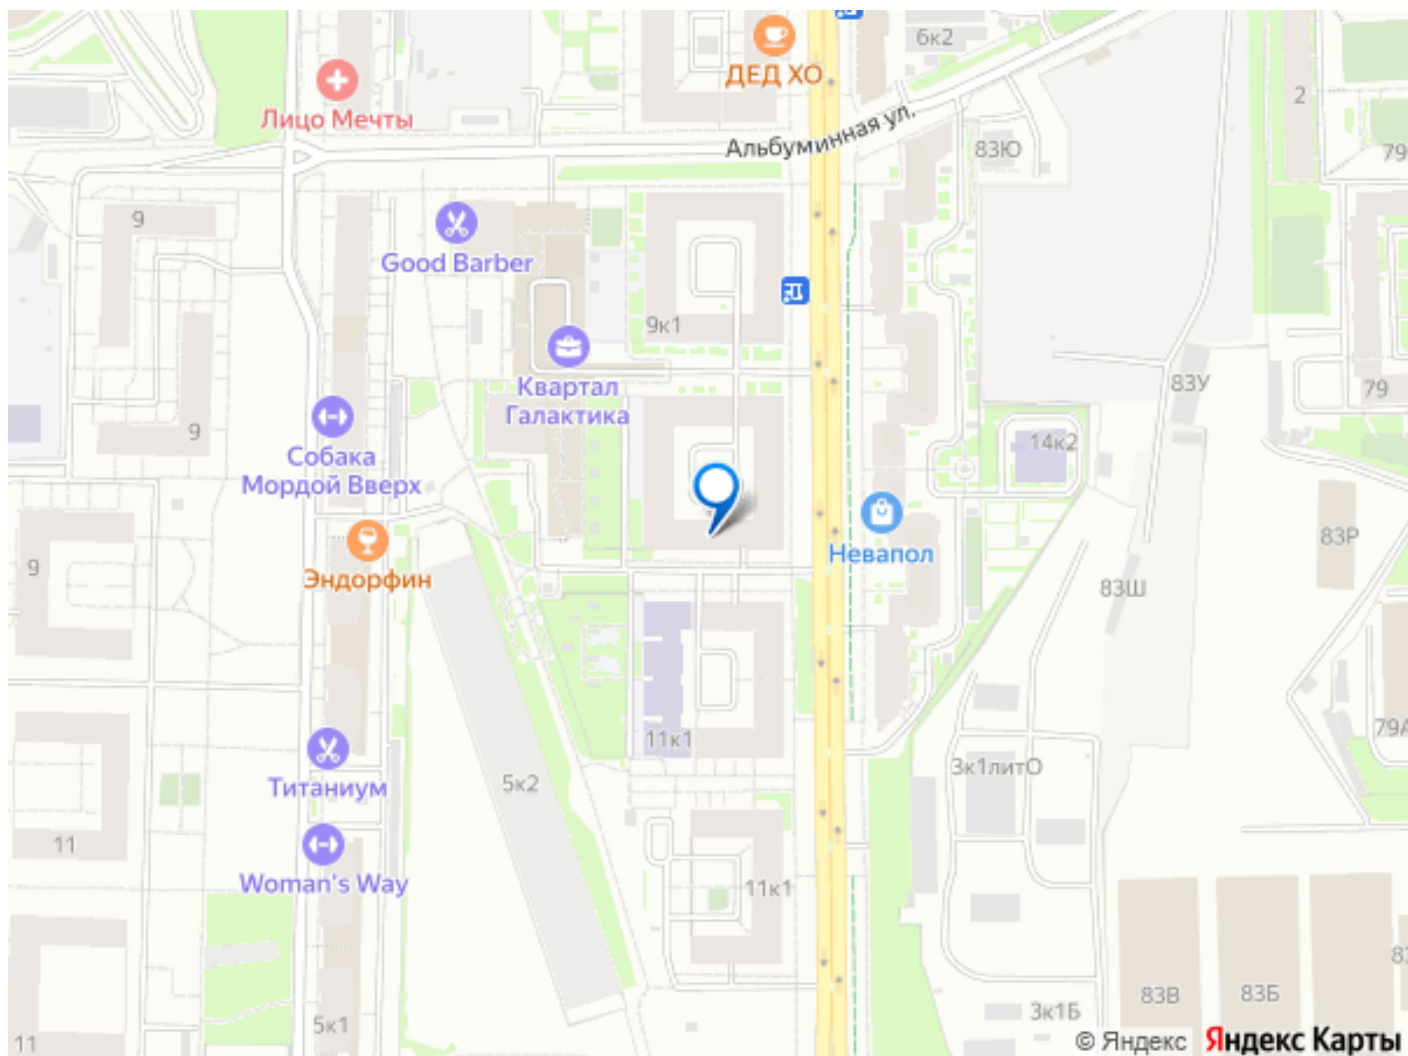 6к2
ДЕД ХО
2
Лицо Мечты
Альбуминная ул.
83Ю
79
9
Good Barber
9к1
Квартал
Галактика
83У
79
9
Собака
Мордой Вверх
14к2
Невапол
83Р
9
Эндорфин
83Ш
11к1
79А
5к2
3к1литО
Титаниум
11
Woman's Way
11к1
83В
83Б
3к1Б
5к1
11
© Яндекс
Яндекс Карты